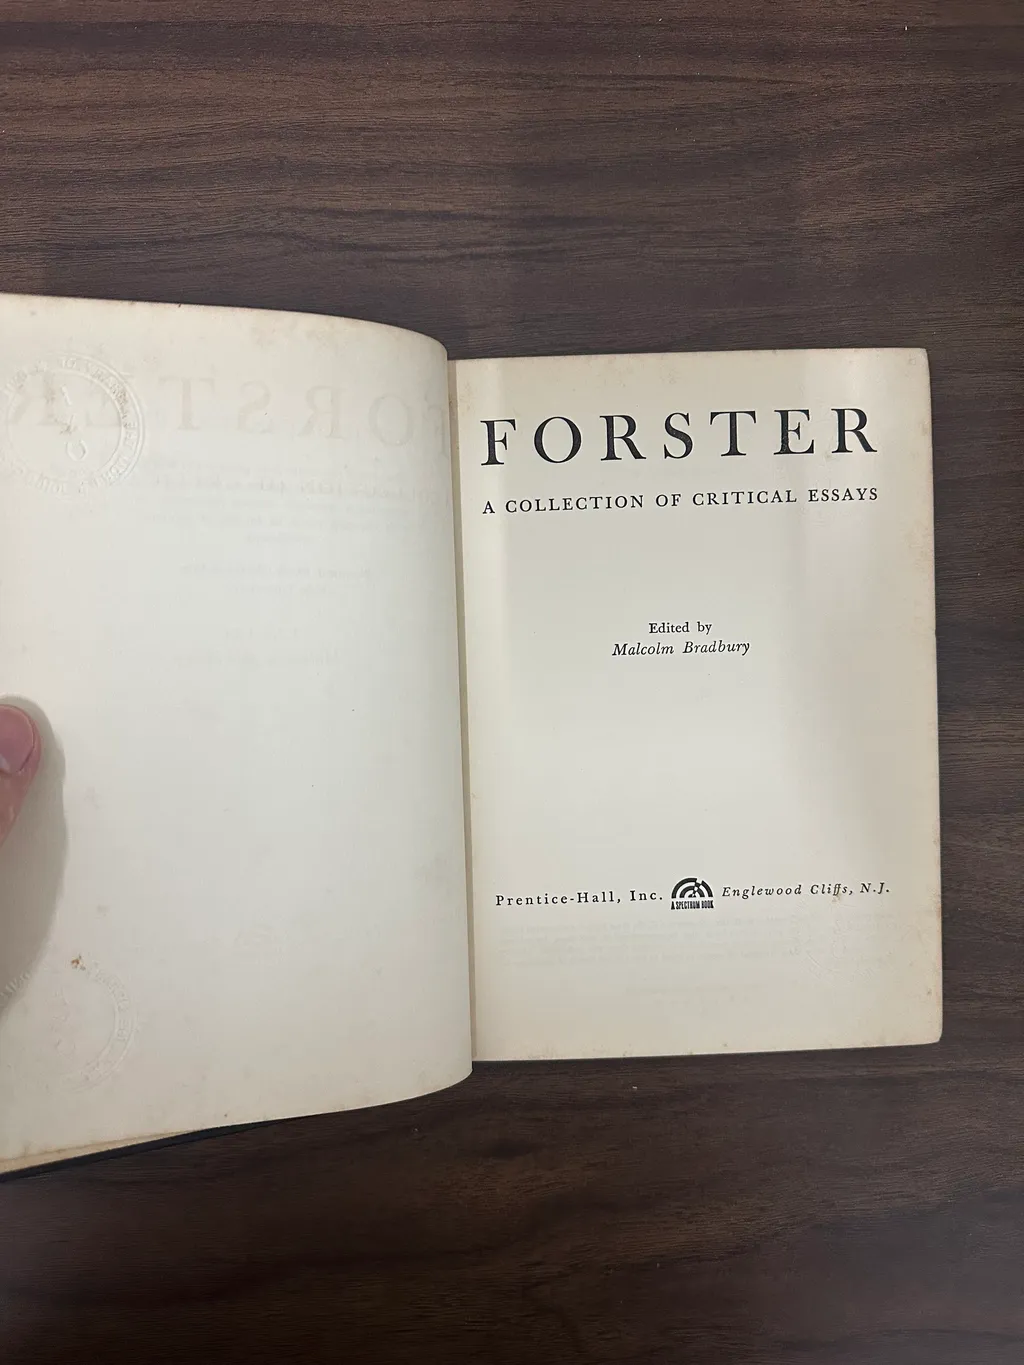 FORSTER
A COLLECTION OF CRITICAL ESSAYS
Edited by
Malcolm Bradbury
Prentice-Hall, Inc. A SPECTRUM BOOK Englewood Cliffs, N.J.